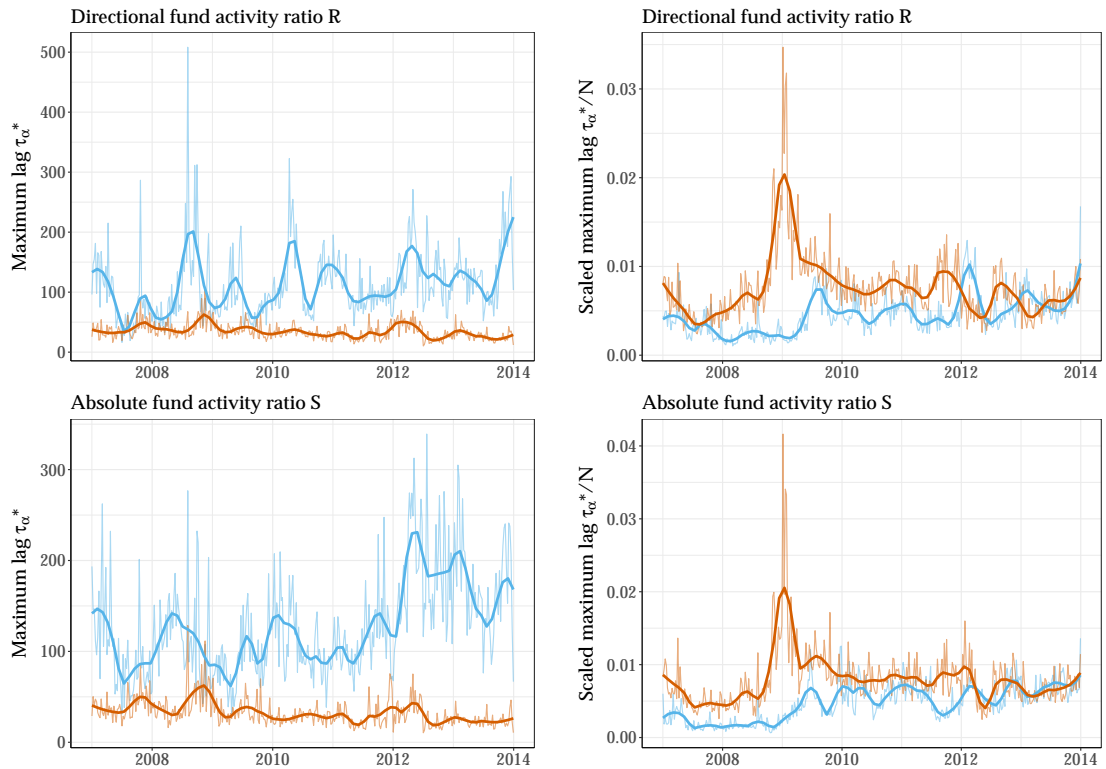 Directional fund activity ratio R
Maximum lag τα*
500
400
300
200
100
0
2008 2010 2012 2014
Directional fund activity ratio R
Scaled maximum lag τα*/N
0.03
0.02
0.01
0.00
2008 2010 2012 2014
Absolute fund activity ratio S
Maximum lag τα*
300
200
100
0
2008 2010 2012 2014
Absolute fund activity ratio S
Scaled maximum lag τα*/N
0.04
0.03
0.02
0.01
0.00
2008 2010 2012 2014